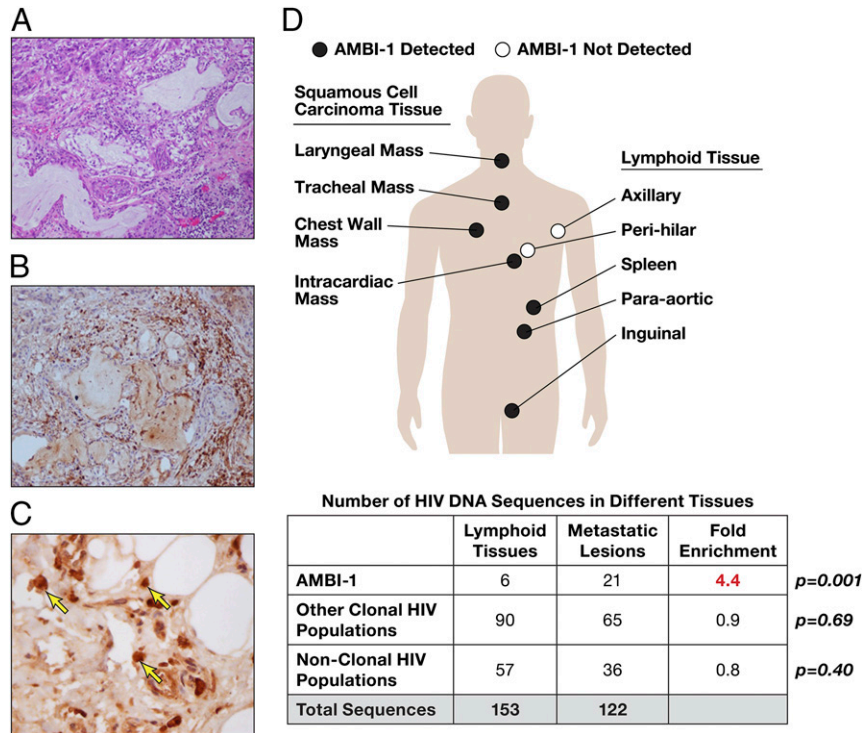 A
B
C
D
AMBI-1 Detected
AMBI-1 Not Detected
Squamous Cell
Carcinoma Tissue
Laryngeal Mass
Tracheal Mass
Chest Wall
Mass
Intracardiac
Mass
Lymphoid Tissue
Axillary
Peri-hilar
Spleen
Para-aortic
Inguinal
Number of HIV DNA Sequences in Different Tissues
Lymphoid Tissues Metastatic Lesions Fold Enrichment
AMBI-1 6 21 4.4 p=0.001
Other Clonal HIV Populations 90 65 0.9 p=0.69
Non-Clonal HIV Populations 57 36 0.8 p=0.40
Total Sequences 153 122